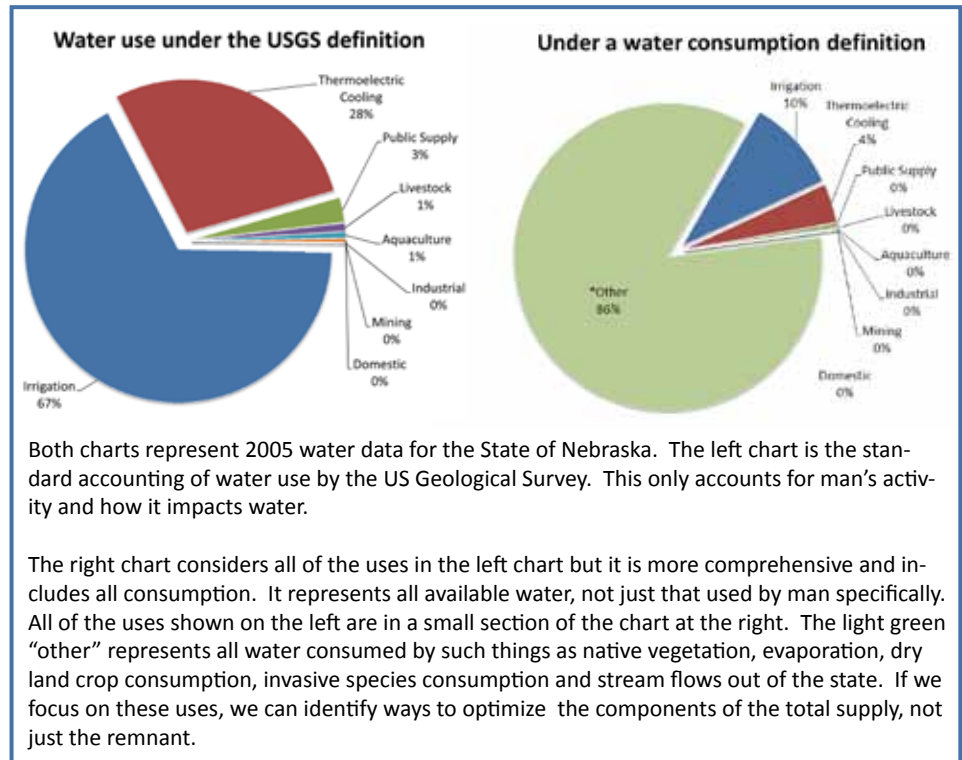 Water use under the USGS definition
Thermoelectric
Cooling
28%
Public Supply
3%
Livestock
1%
Aquaculture
1%
Industrial
0%
Mining
0%
Domestic
0%
Irrigation
67%
Under a water consumption definition
Irrigation
10%
Thermoelectric
Cooling
4%
Public Supply
0%
Livestock
0%
Aquaculture
0%
Industrial
0%
Mining
0%
Domestic
0%
*Other
86%
Both charts represent 2005 water data for the State of Nebraska.  The left chart is the stan-
dard accounting of water use by the US Geological Survey.  This only accounts for man's activ-
ity and how it impacts water.
The right chart considers all of the uses in the left chart but it is more comprehensive and in-
cludes all consumption.  It represents all available water, not just that used by man specifically.
All of the uses shown on the left are in a small section of the chart at the right.  The light green
“other” represents all water consumed by such things as native vegetation, evaporation, dry
land crop consumption, invasive species consumption and stream flows out of the state.  If we
focus on these uses, we can identify ways to optimize  the components of the total supply, not
just the remnant.